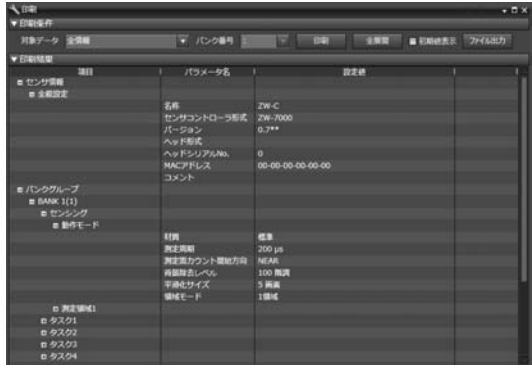 印刷
▼印刷条件
対象データ 全情報 バンク番号 1 印刷 全展開 初期値表示 ファイル出力
▼印刷結果
項目 パラメータ名 設定値
センサ情報
全般設定
名称 ZW-C
センサコントローラ形式 ZW-7000
バージョン 0.7**
ヘッド形式
ヘッドシリアルNo. 0
MACアドレス 00-00-00-00-00-00
コメント
バンクグループ
BANK 1(1)
センシング
動作モード
材質 標準
測定周期 200 μs
測定面カウント開始方向 NEAR
背景除去レベル 100 階調
平滑化サイズ 5 画素
領域モード 1領域
測定領域1
タスク1
タスク2
タスク3
タスク4